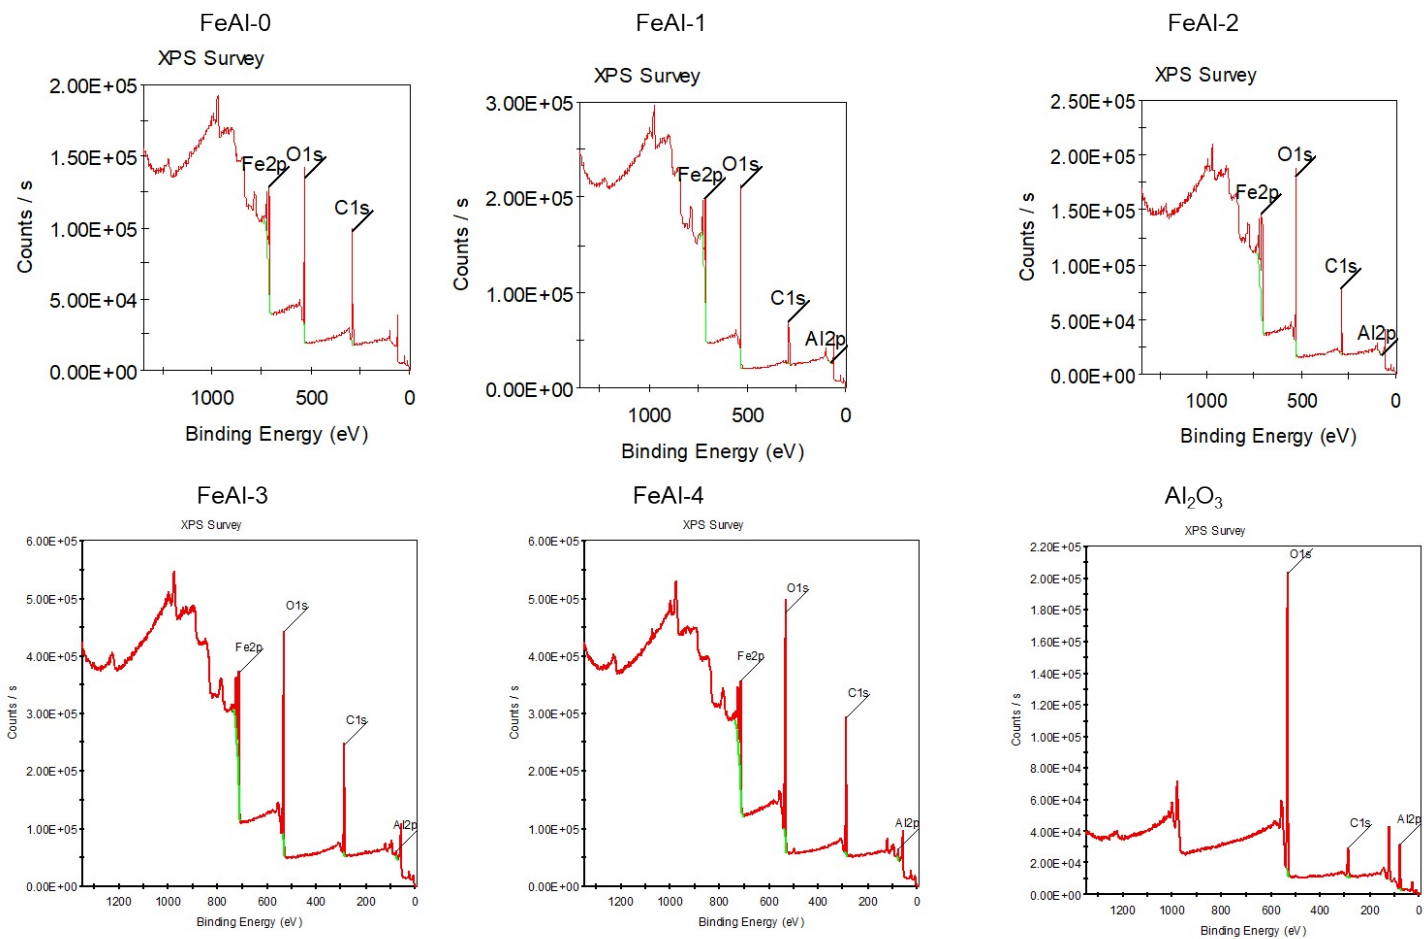 FeAl-0
XPS Survey
2.00E+05
1.50E+05
1.00E+05
5.00E+04
0.00E+00
Counts / s
Fe2p
O1s
C1s
1000
500
0
Binding Energy (eV)
FeAl-1
XPS Survey
3.00E+05
2.00E+05
1.00E+05
0.00E+00
Counts / s
Fe2p
O1s
C1s
Al2p
1000
500
0
Binding Energy (eV)
FeAl-2
XPS Survey
2.50E+05
2.00E+05
1.50E+05
1.00E+05
5.00E+04
0.00E+00
Counts / s
Fe2p
O1s
C1s
Al2p
1000
500
0
Binding Energy (eV)
FeAl-3
XPS Survey
6.00E+05
5.00E+05
4.00E+05
3.00E+05
2.00E+05
1.00E+05
0.00E+00
Counts / s
Fe2p
O1s
C1s
Al2p
1200
1000
800
600
400
200
0
Binding Energy (eV)
FeAl-4
XPS Survey
6.00E+05
5.00E+05
4.00E+05
3.00E+05
2.00E+05
1.00E+05
0.00E+00
Counts / s
Fe2p
O1s
C1s
Al2p
1200
1000
800
600
400
200
0
Binding Energy (eV)
Al₂O₃
XPS Survey
2.20E+05
2.00E+05
1.80E+05
1.60E+05
1.40E+05
1.20E+05
1.00E+05
8.00E+04
6.00E+04
4.00E+04
2.00E+04
0.00E+00
Counts / s
O1s
C1s
Al2p
1200
1000
800
600
400
200
0
Binding Energy (eV)